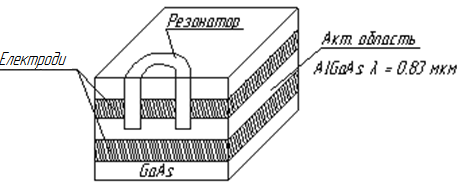 Резонатор
Акт. область
Електроди
AlGaAs λ = 0.83 мкм
GaAs